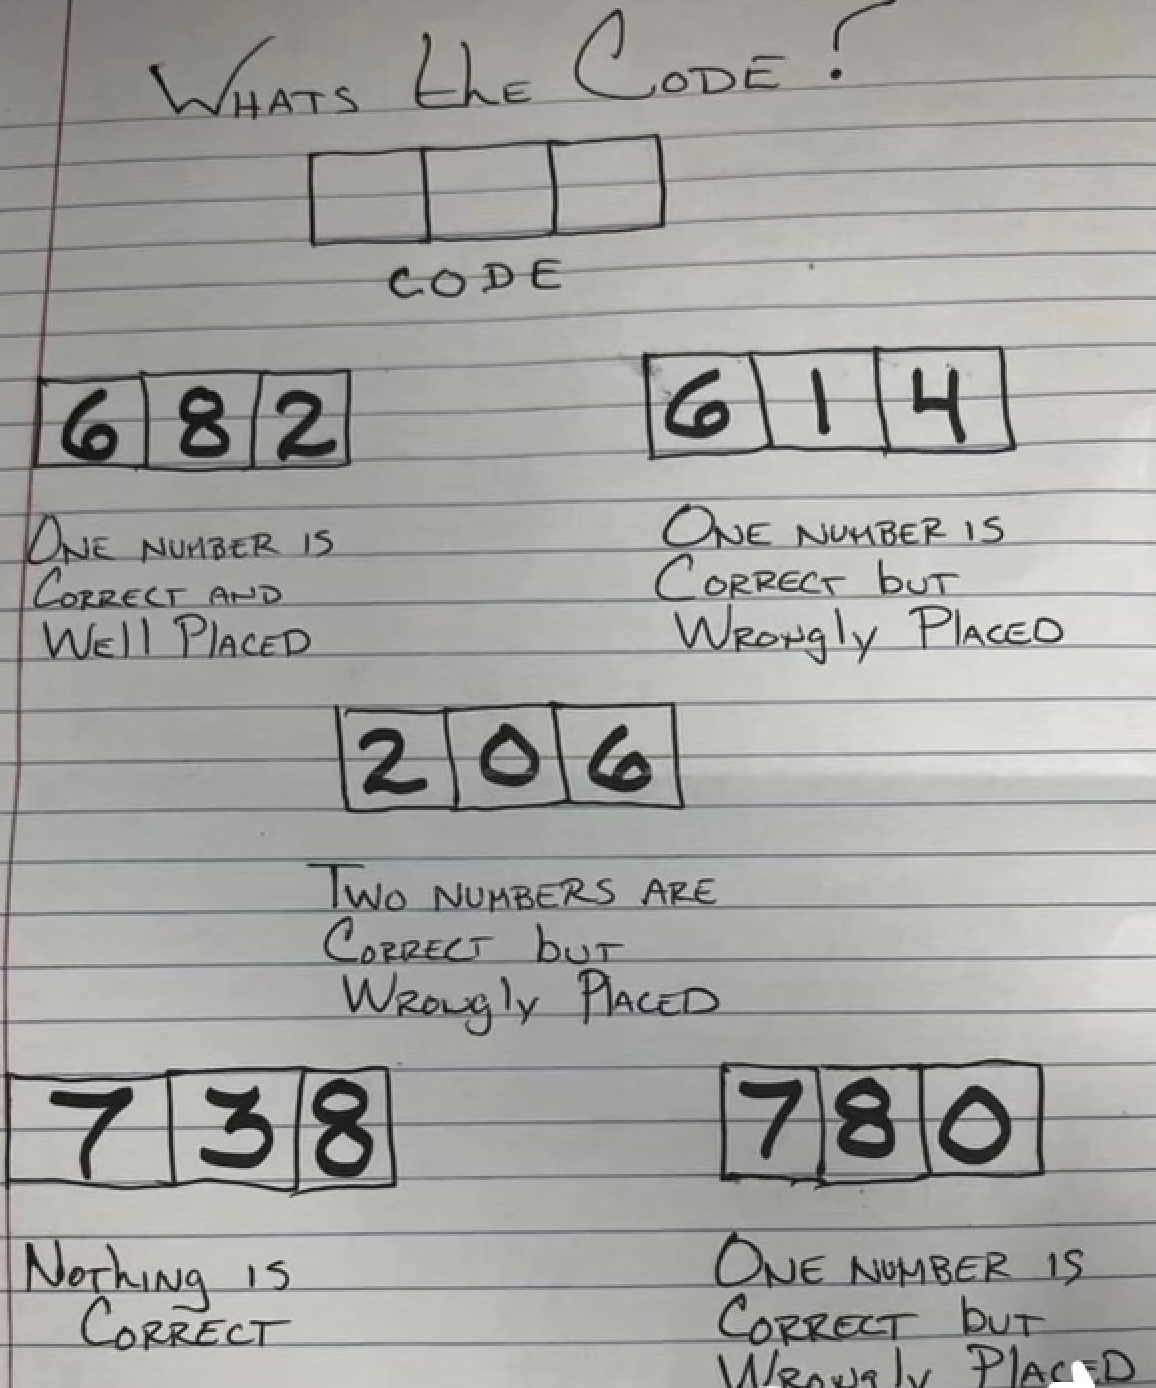 WHATS thE CODE?
CODE
6 8 2
6 1 4
ONE NUMBER IS
CORRECT AND
WEll PLACED
ONE NUMBER IS
CORRECT buT
WRONgly PLACED
2 0 6
TWO NUMBERS ARE
CORRECT buT
WRONgly PLACED
7 3 8
7 8 0
NothINg IS
CORRECT
ONE NUMBER IS
CORRECT buT
WRONgly PLACED